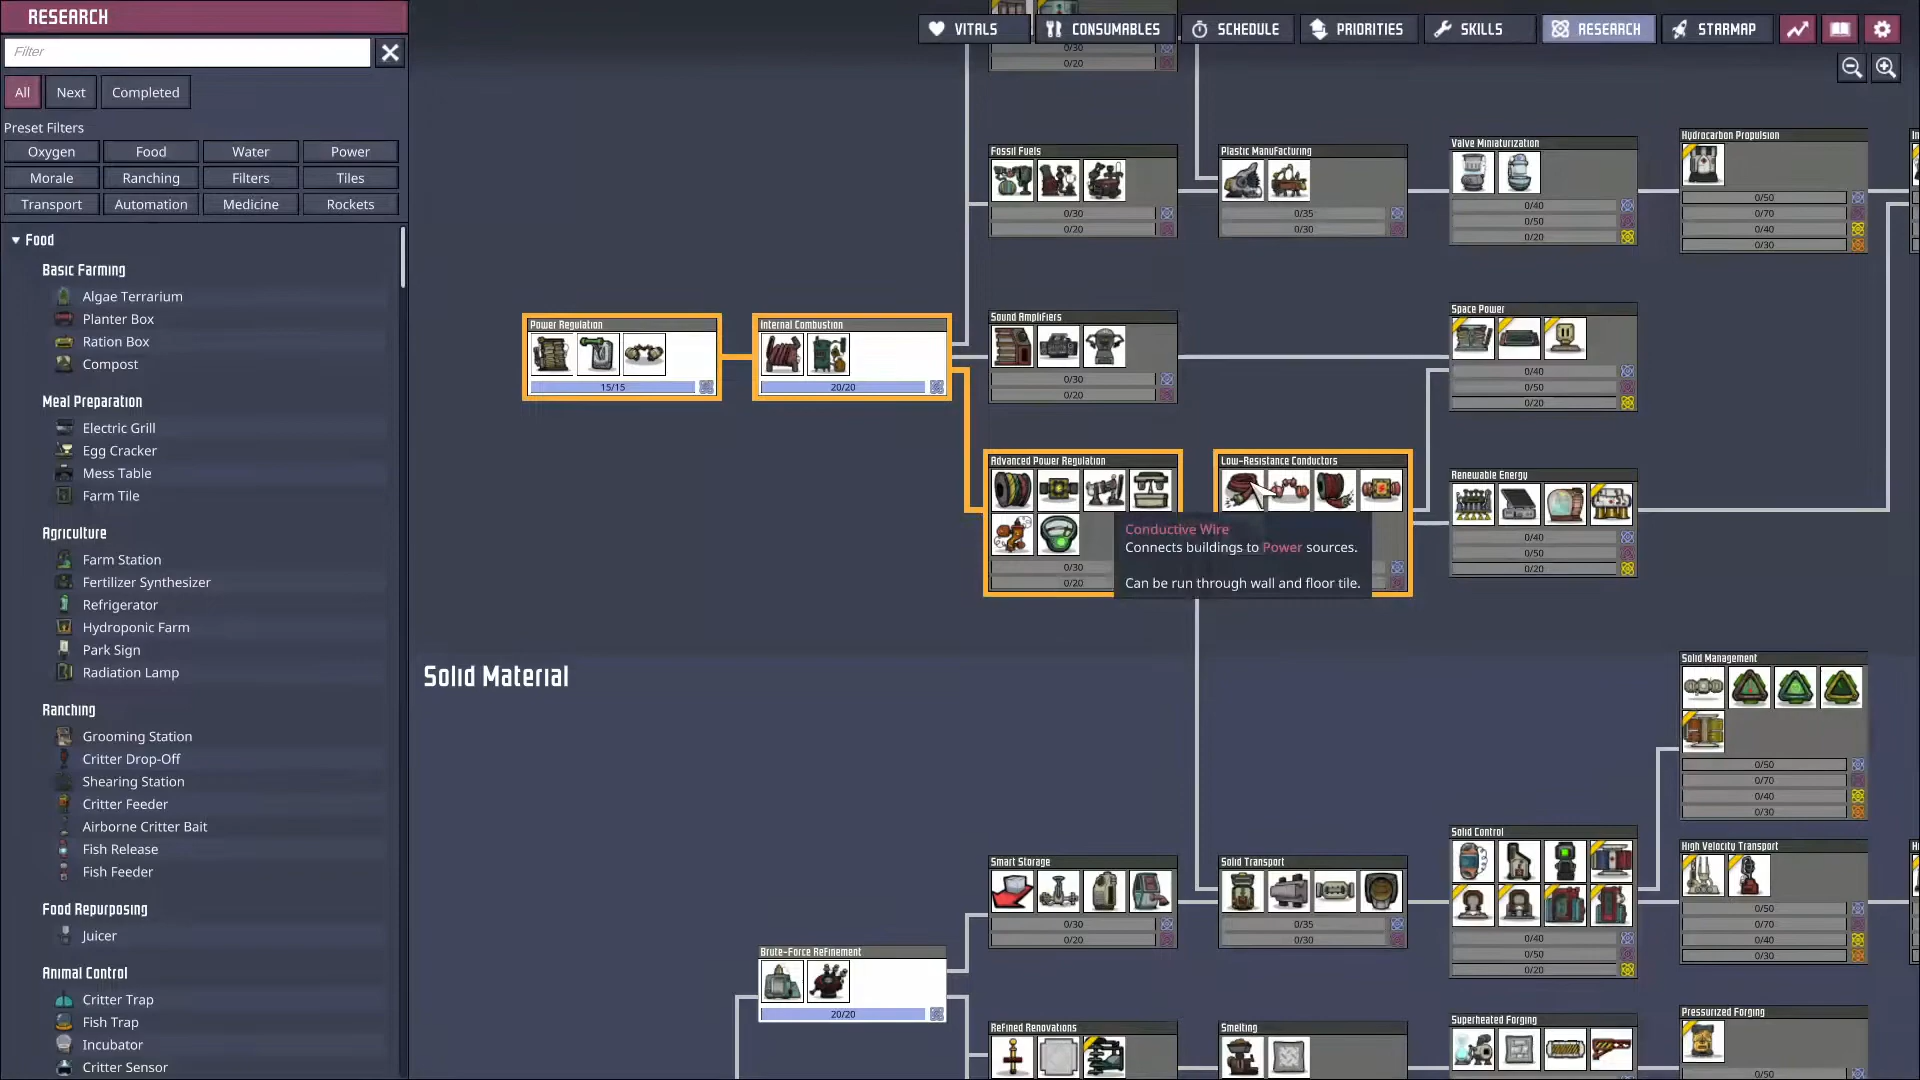 RESEARCH
VITALS
CONSUMABLES
SCHEDULE
PRIORITIES
SKILLS
RESEARCH
STARMAP
Filter
All
Next
Completed
Preset Filters
Oxygen
Food
Water
Power
Morale
Ranching
Filters
Tiles
Transport
Automation
Medicine
Rockets
Food
Basic Farming
Algae Terrarium
Planter Box
Ration Box
Compost
Meal Preparation
Electric Grill
Egg Cracker
Mess Table
Farm Tile
Agriculture
Farm Station
Fertilizer Synthesizer
Refrigerator
Hydroponic Farm
Park Sign
Radiation Lamp
Ranching
Grooming Station
Critter Drop-Off
Shearing Station
Critter Feeder
Airborne Critter Bait
Fish Release
Fish Feeder
Food Repurposing
Juicer
Animal Control
Critter Trap
Fish Trap
Incubator
Critter Sensor
0/30
0/20
Fossil Fuels
0/30
0/20
Plastic Manufacturing
0/35
0/30
Valve Miniaturization
0/40
0/50
0/20
Hydrocarbon Propulsion
0/50
0/70
0/40
0/30
Power Regulation
15/15
Internal Combustion
20/20
Sound Amplifiers
0/30
0/20
Space Power
0/40
0/50
0/20
Advanced Power Regulation
0/30
0/20
Low-Resistance Conductors
Conductive Wire
Connects buildings to Power sources.
Can be run through wall and floor tile.
Renewable Energy
0/40
0/50
0/20
Solid Material
Solid Management
0/50
0/70
0/40
0/30
Smart Storage
0/30
0/20
Solid Transport
0/35
0/30
Solid Control
0/40
0/50
0/20
High Velocity Transport
0/50
0/70
0/40
0/30
Brute-Force Refinement
20/20
Refined Renovations
Smelting
Superheated Forging
Pressurized Forging
0/50